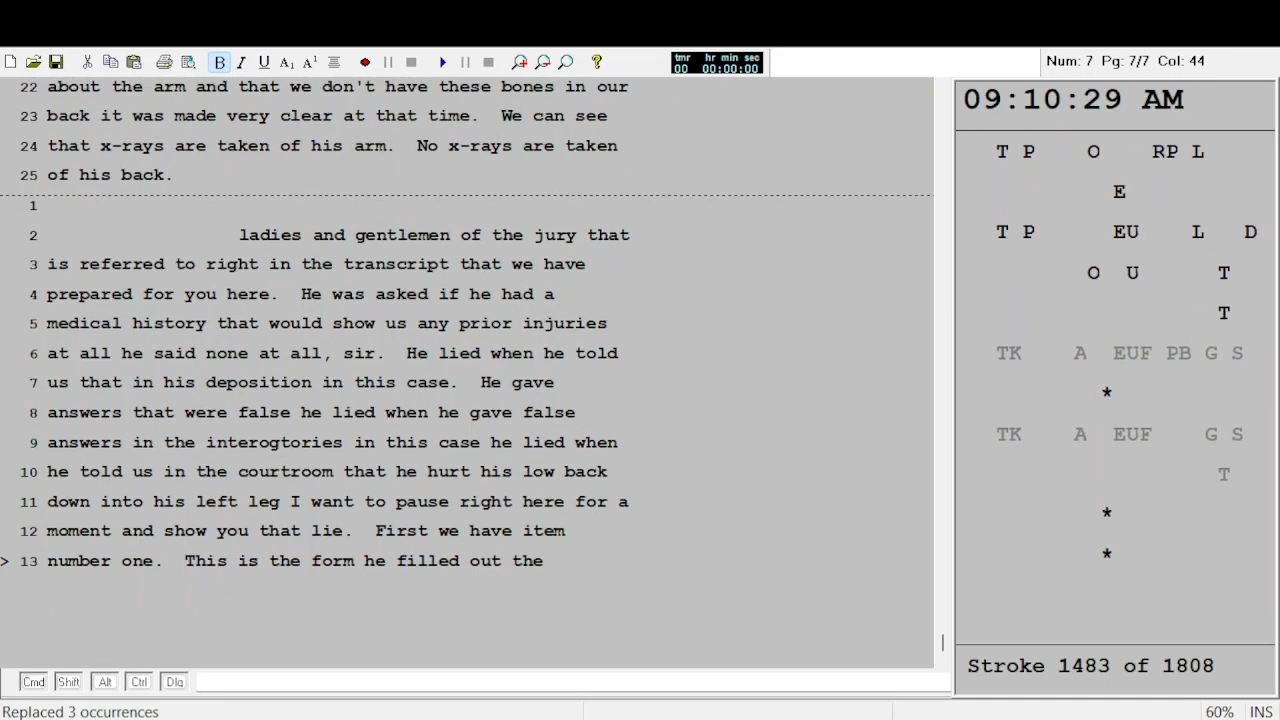 B I U A₁ A¹ ?
tmr hr min sec
00 00:00:00
Num: 7 Pg: 7/7 Col: 44
22 about the arm and that we don't have these bones in our
23 back it was made very clear at that time. We can see
24 that x-rays are taken of his arm. No x-rays are taken
25 of his back.
1
2 ladies and gentlemen of the jury that
3 is referred to right in the transcript that we have
4 prepared for you here. He was asked if he had a
5 medical history that would show us any prior injuries
6 at all he said none at all, sir. He lied when he told
7 us that in his deposition in this case. He gave
8 answers that were false he lied when he gave false
9 answers in the interogtories in this case he lied when
10 he told us in the courtroom that he hurt his low back
11 down into his left leg I want to pause right here for a
12 moment and show you that lie. First we have item
> 13 number one. This is the form he filled out the
09:10:29 AM
T P O RP L
E
T P EU L D
O U T
T
TK A EUF PB G S
*
TK A EUF G S
T
*
*
Stroke 1483 of 1808
Cmd Shift Alt Ctrl Dlg
Replaced 3 occurrences
60% INS